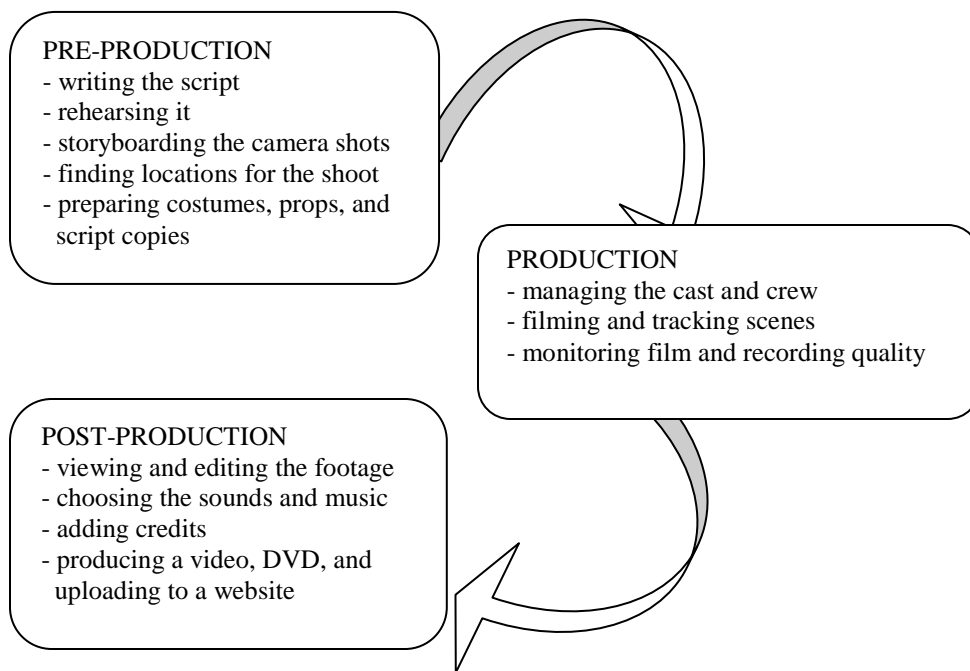 PRE-PRODUCTION
- writing the script
- rehearsing it
- storyboarding the camera shots
- finding locations for the shoot
- preparing costumes, props, and
script copies
PRODUCTION
- managing the cast and crew
- filming and tracking scenes
- monitoring film and recording quality
POST-PRODUCTION
- viewing and editing the footage
- choosing the sounds and music
- adding credits
- producing a video, DVD, and
uploading to a website